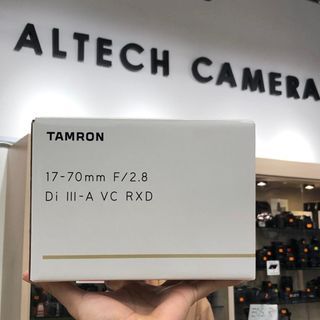 ALTECH CAMERA
TAMRON
17-70mm F/2.8
Di III-A VC RXD